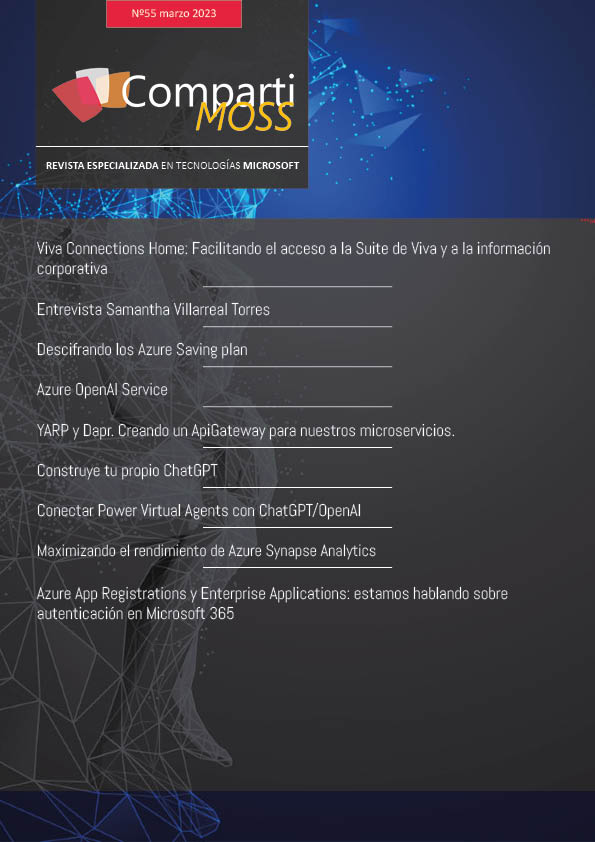 Nº55 marzo 2023
Comparti
MOSS
REVISTA ESPECIALIZADA EN TECNOLOGÍAS MICROSOFT
Viva Connections Home: Facilitando el acceso a la Suite de Viva y a la información
corporativa
Entrevista Samantha Villarreal Torres
Descifrando los Azure Saving plan
Azure OpenAI Service
YARP y Dapr. Creando un ApiGateway para nuestros microservicios.
Construye tu propio ChatGPT
Conectar Power Virtual Agents con ChatGPT/OpenAI
Maximizando el rendimiento de Azure Synapse Analytics
Azure App Registrations y Enterprise Applications: estamos hablando sobre
autenticación en Microsoft 365